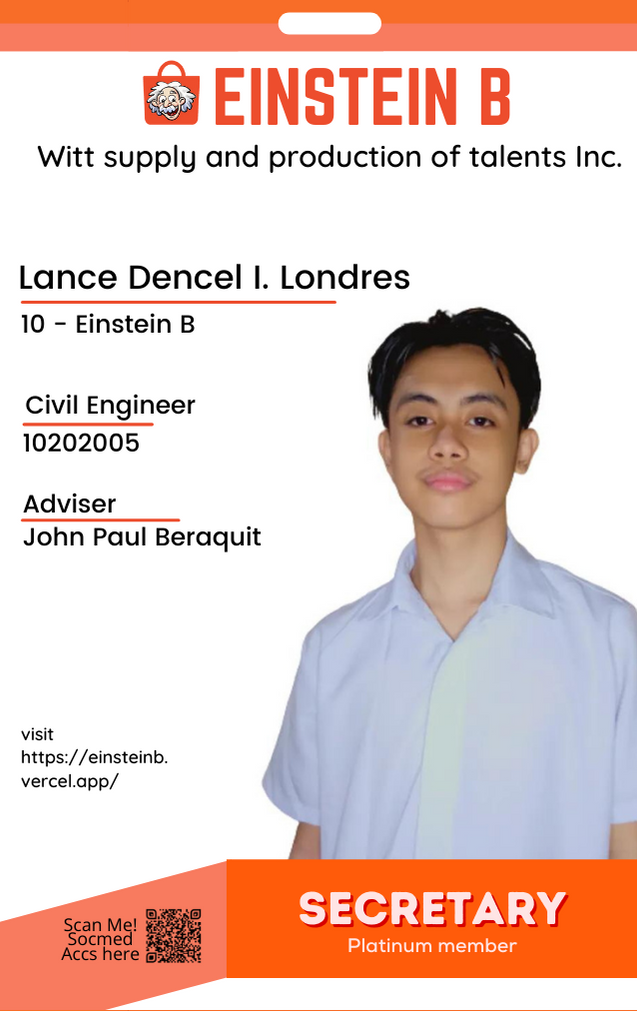 EINSTEIN B
Witt supply and production of talents Inc.
Lance Dencel I. Londres
10 - Einstein B
Civil Engineer
10202005
Adviser
John Paul Beraquit
visit
https://einsteinb.
vercel.app/
Scan Me!
Socmed
Accs here
SECRETARY
Platinum member